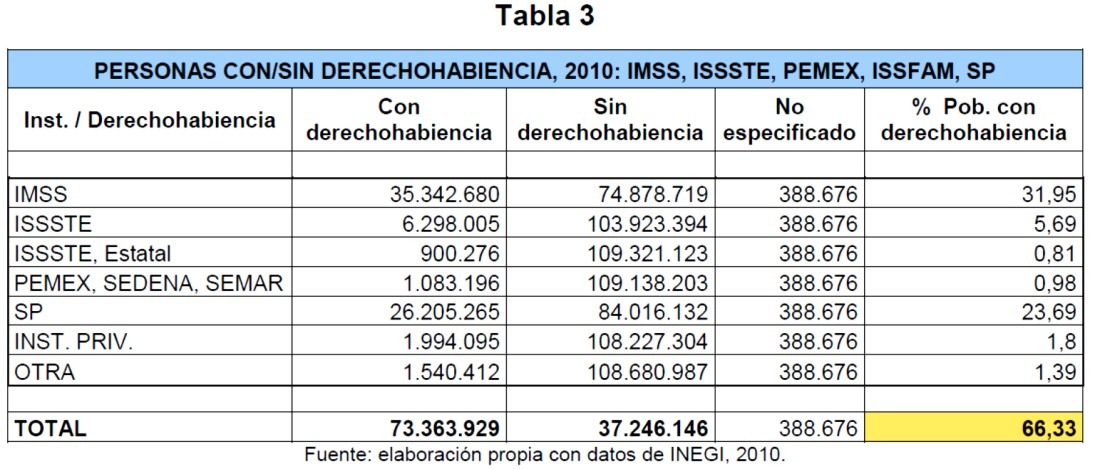 Tabla 3
PERSONAS CON/SIN DERECHOHABIENCIA, 2010: IMSS, ISSSTE, PEMEX, ISSFAM, SP
Inst. / Derechohabiencia Con derechohabiencia Sin derechohabiencia No especificado % Pob. con derechohabiencia
IMSS 35.342.680 74.878.719 388.676 31,95
ISSSTE 6.298.005 103.923.394 388.676 5,69
ISSSTE, Estatal 900.276 109.321.123 388.676 0,81
PEMEX, SEDENA, SEMAR 1.083.196 109.138.203 388.676 0,98
SP 26.205.265 84.016.132 388.676 23,69
INST. PRIV. 1.994.095 108.227.304 388.676 1,8
OTRA 1.540.412 108.680.987 388.676 1,39
TOTAL 73.363.929 37.246.146 388.676 66,33
Fuente: elaboración propia con datos de INEGI, 2010.